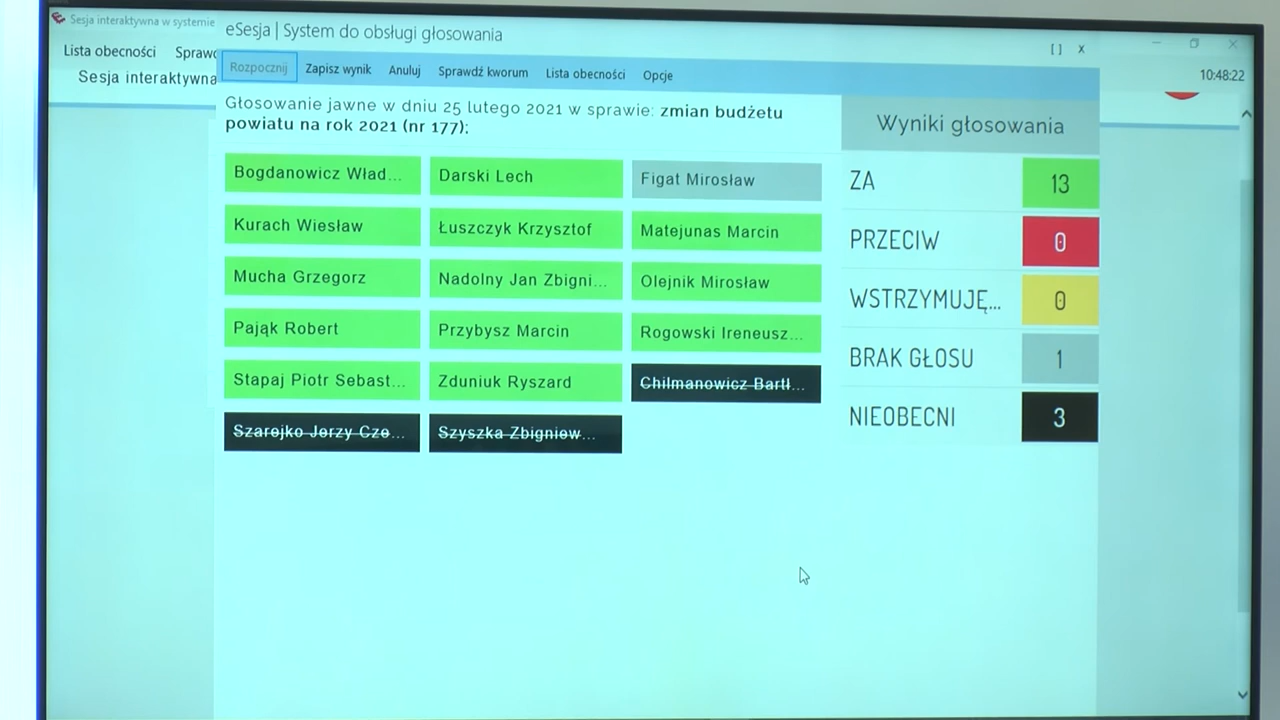 Sesja interaktywna w systemie
eSesja | System do obsługi głosowania
[ ] x
Lista obecności
Sesja interaktywna
10:48:22
Rozpocznij Zapisz wynik Anuluj Sprawdź kworum Lista obecności Opcje
Głosowanie jawne w dniu 25 lutego 2021 w sprawie: zmian budżetu
powiatu na rok 2021 (nr 177);
Wyniki głosowania
Bogdanowicz Wład... Darski Lech Figat Mirosław
Kurach Wiesław Łuszczyk Krzysztof Matejunas Marcin
Mucha Grzegorz Nadolny Jan Zbigni... Olejnik Mirosław
Pająk Robert Przybysz Marcin Rogowski Ireneusz...
Stapaj Piotr Sebast... Zduniuk Ryszard Chilmanowicz Bartł...
Szarejko Jerzy Cze... Szyszka Zbigniew...
ZA 13
PRZECIW 0
WSTRZYMUJĘ... 0
BRAK GŁOSU 1
NIEOBECNI 3